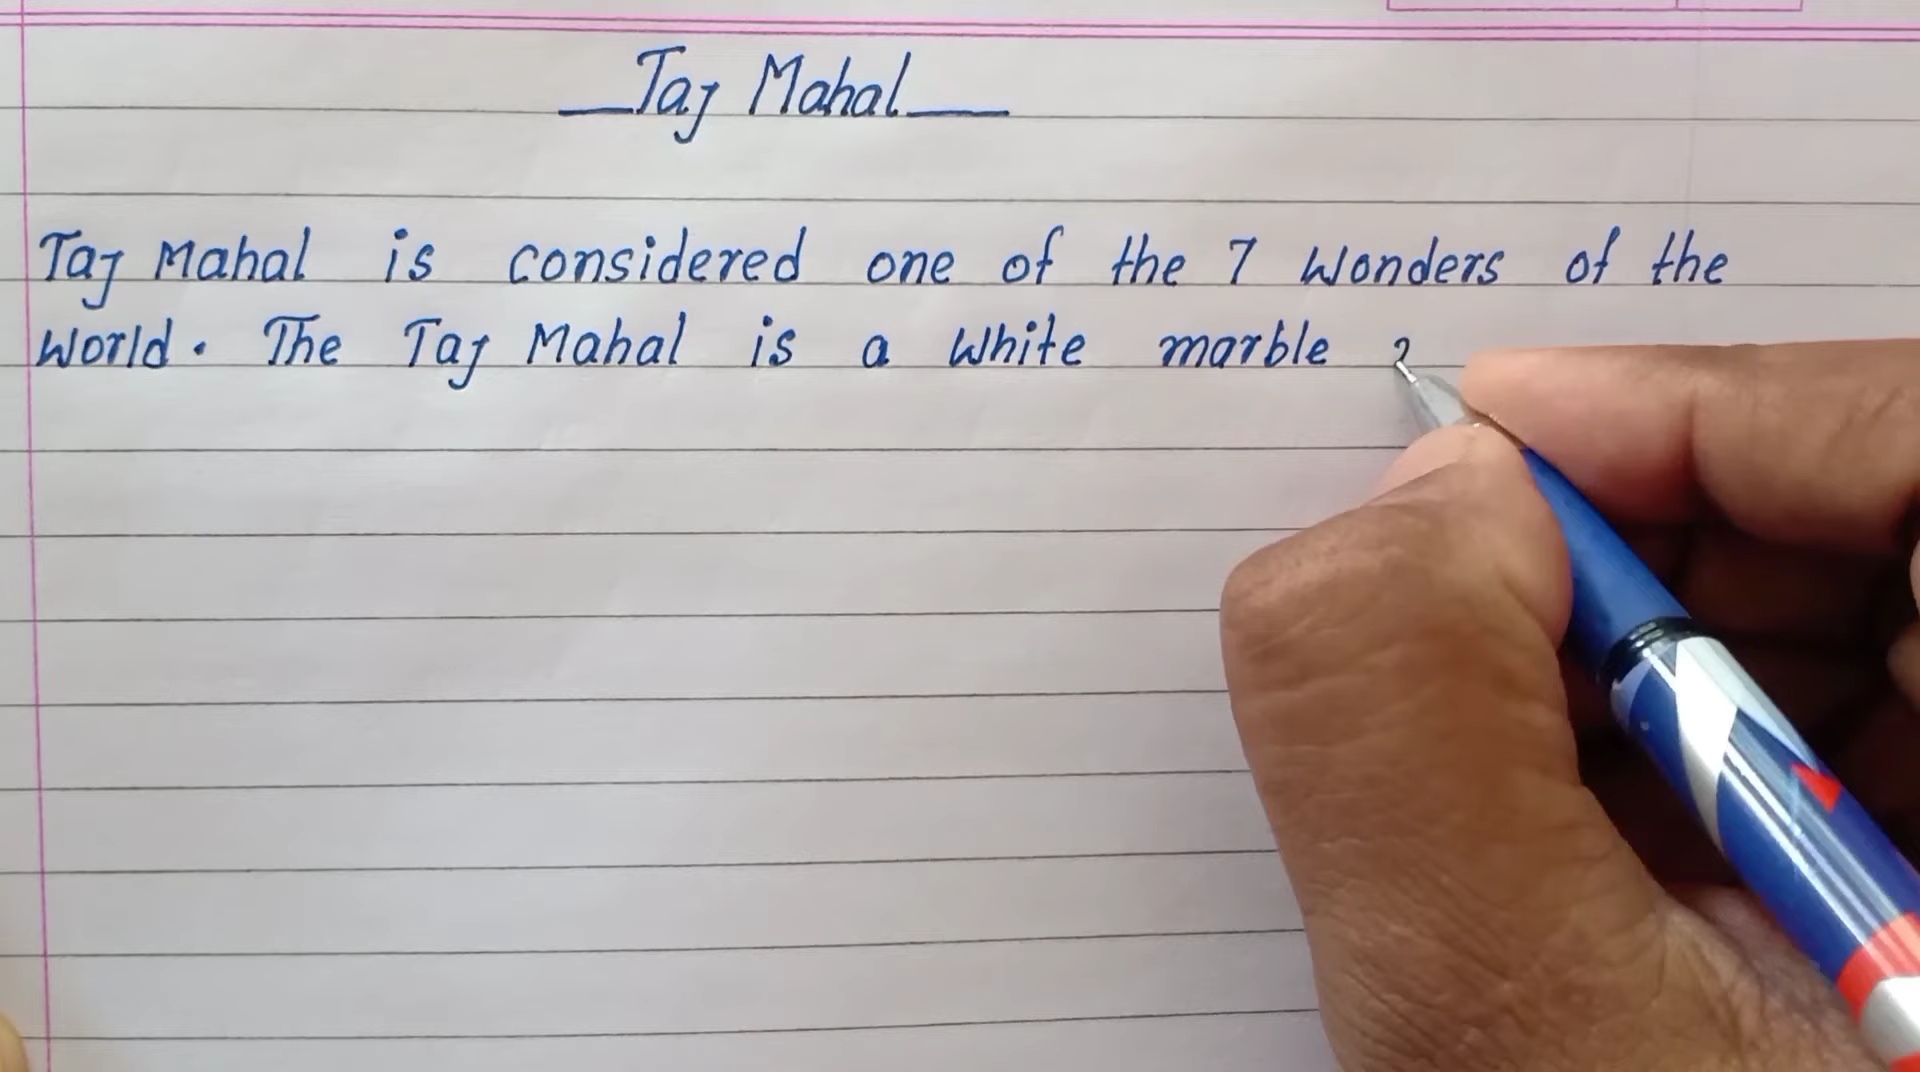 Taj Mahal
Taj Mahal is considered one of the 7 Wonders of the
World. The Taj Mahal is a White marble